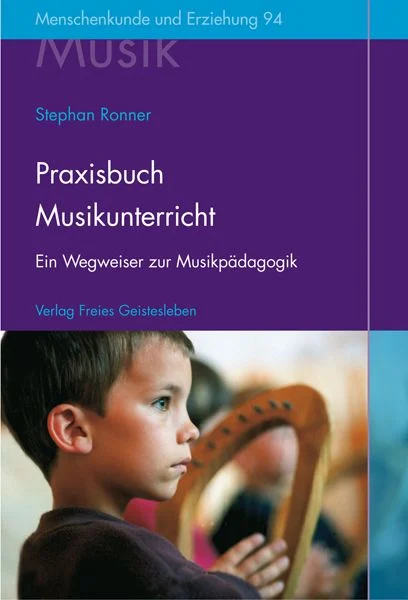 Menschenkunde und Erziehung 94
Musik
Stephan Ronner
Praxisbuch
Musikunterricht
Ein Wegweiser zur Musikpädagogik
Verlag Freies Geistesleben